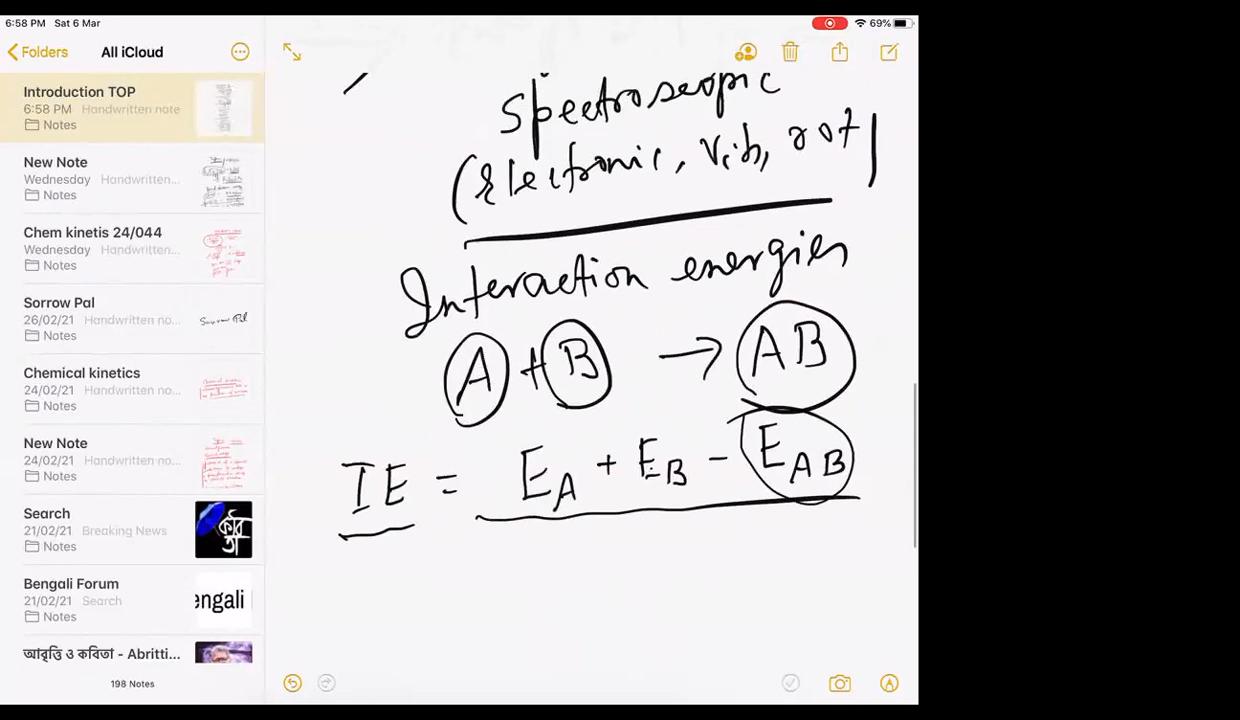 6:58 PM Sat 6 Mar
69%
Folders
All iCloud
Introduction TOP
6:58 PM Handwritten note
Notes
New Note
Wednesday Handwritten...
Notes
Chem kinetis 24/044
Wednesday Handwritten...
Notes
Sorrow Pal
26/02/21 Handwritten no...
Notes
Chemical kinetics
24/02/21 Handwritten no...
Notes
New Note
24/02/21 Handwritten no...
Notes
Search
21/02/21 Breaking News
Notes
Bengali Forum
21/02/21 Search
Notes
আবৃত্তি ও কবিতা - Abritti...
198 Notes
Spectroscopic
(Electronic, Vib, rot)
Interaction energies
A + B → AB
IE = E_A + E_B - E_AB